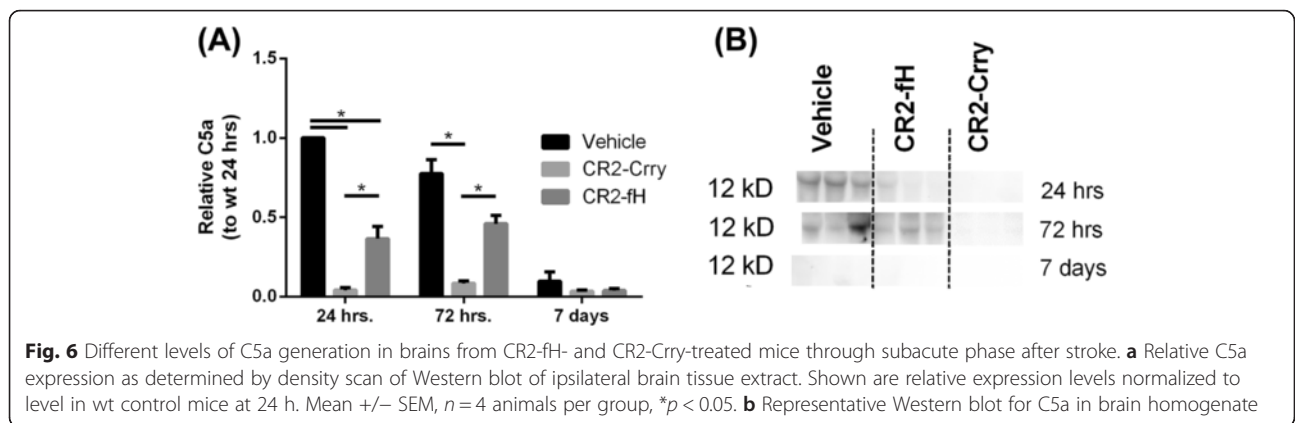 (A)
1.5
1.0
0.5
0.0
Relative C5a
(to wt 24 hrs)
*
*
*
*
*
Vehicle
CR2-Crry
CR2-fH
24 hrs.
72 hrs.
7 days
(B)
Vehicle
CR2-fH
CR2-Crry
12 kD
24 hrs
12 kD
72 hrs
12 kD
7 days
Fig. 6 Different levels of C5a generation in brains from CR2-fH- and CR2-Crry-treated mice through subacute phase after stroke. a Relative C5a
expression as determined by density scan of Western blot of ipsilateral brain tissue extract. Shown are relative expression levels normalized to
level in wt control mice at 24 h. Mean +/− SEM, n = 4 animals per group, *p < 0.05. b Representative Western blot for C5a in brain homogenate